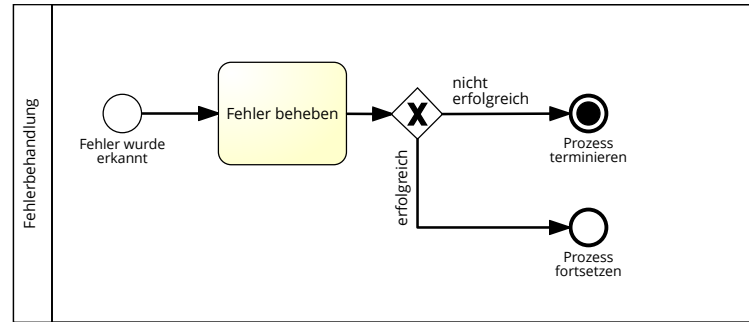 Fehlerbehandlung
Fehler wurde
erkannt
Fehler beheben
X
nicht
erfolgreich
erfolgreich
Prozess
terminieren
Prozess
fortsetzen